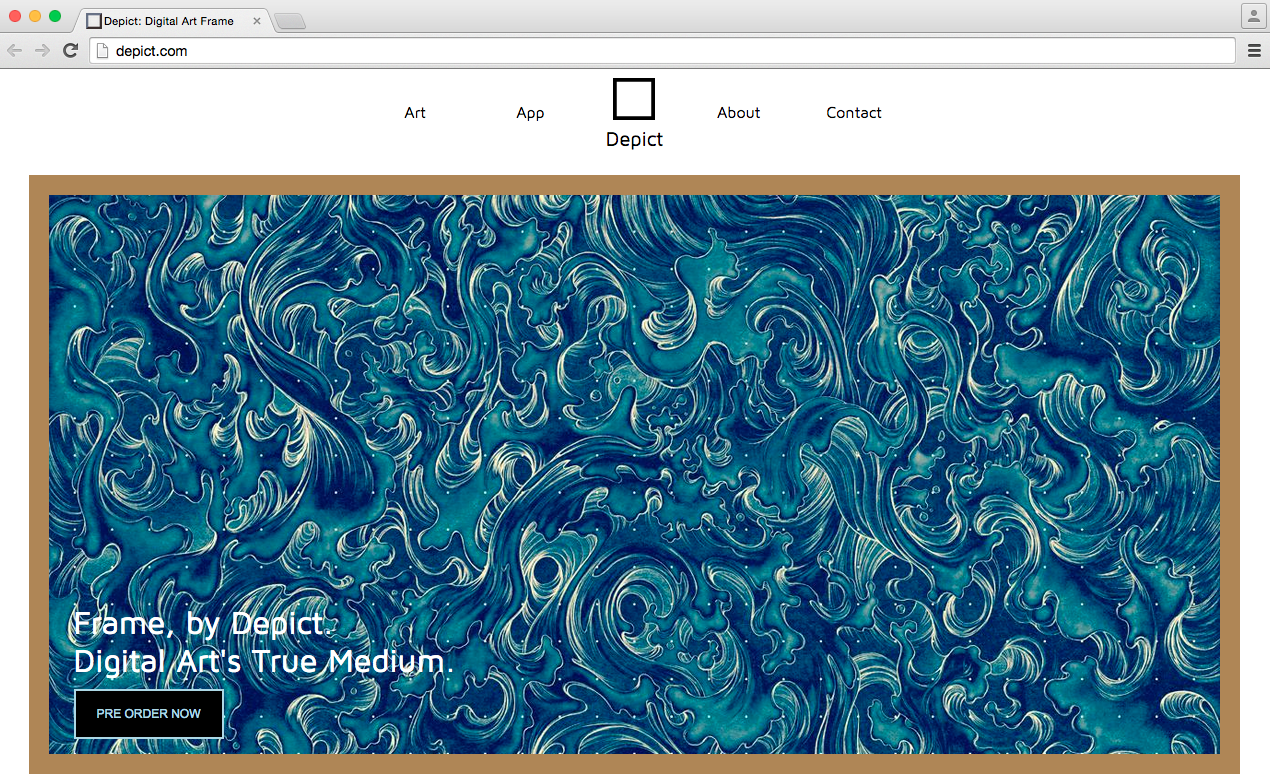 Depict: Digital Art Frame
depict.com
Art App About Contact
Depict
Frame, by Depict.
Digital Art's True Medium.
PRE ORDER NOW